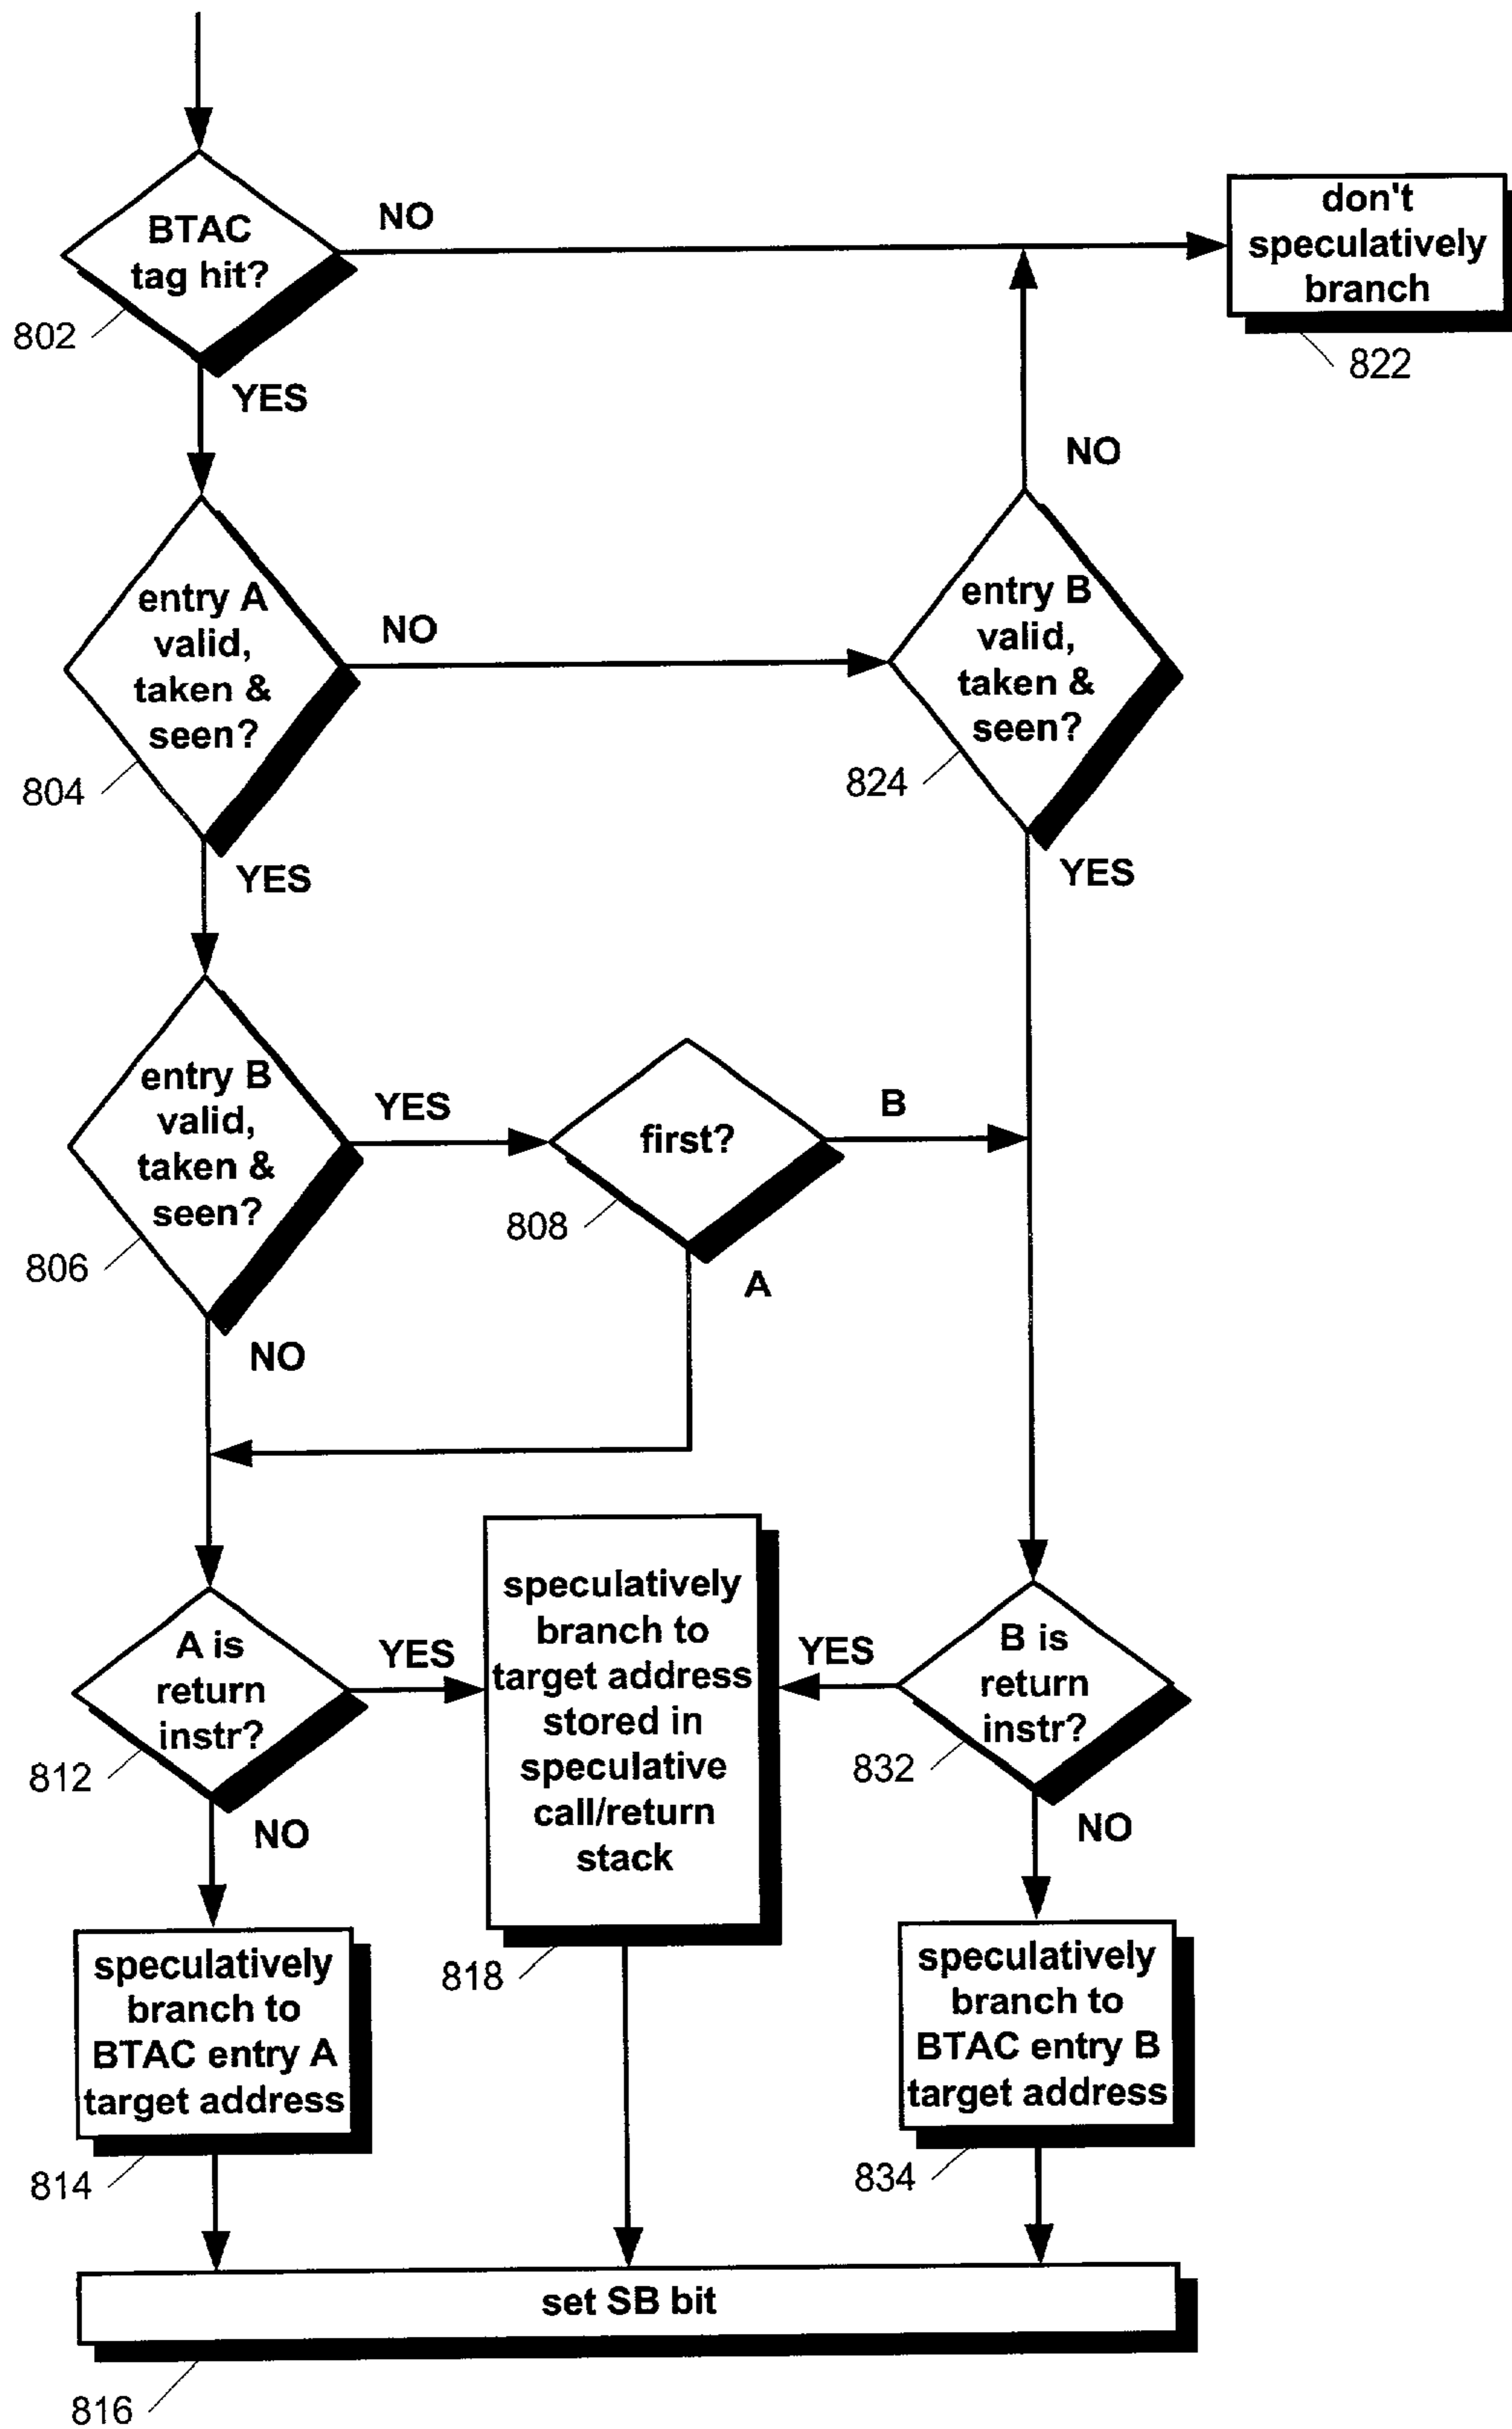 BTAC
tag hit?
NO
don't
speculatively
branch
802
822
YES
NO
entry A
valid,
taken &
seen?
NO
entry B
valid,
taken &
seen?
804
824
YES
YES
entry B
valid,
taken &
seen?
YES
first?
B
808
806
A
NO
speculatively
branch to
target address
stored in
speculative
call/return
stack
A is
return
instr?
YES
YES
B is
return
instr?
812
832
NO
NO
speculatively
branch to
BTAC entry A
target address
818
speculatively
branch to
BTAC entry B
target address
814
834
set SB bit
816